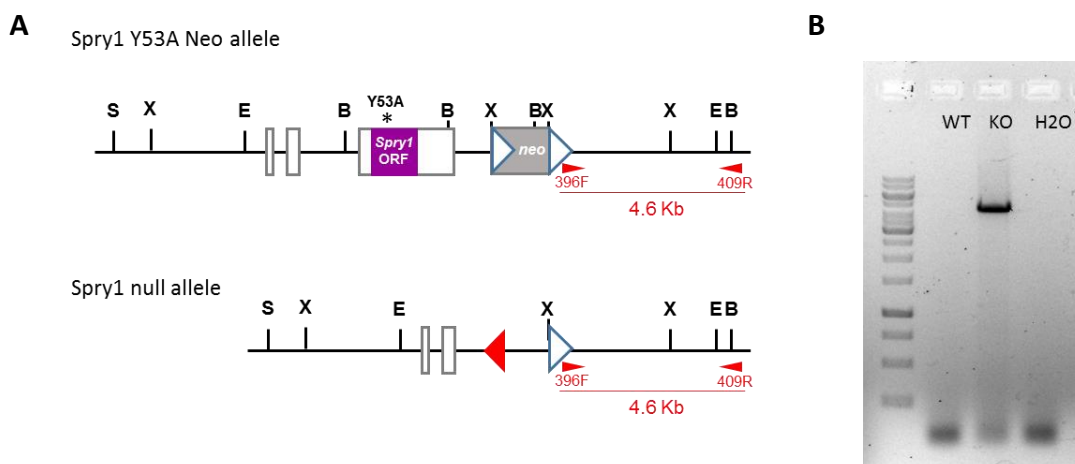 A
B
Spry1 Y53A Neo allele
S X E B Y53A B X B X X E B
*
Spry1
ORF
neo
396F 409R
4.6 Kb
Spry1 null allele
S X E X X E B
396F 409R
4.6 Kb
WT KO H2O